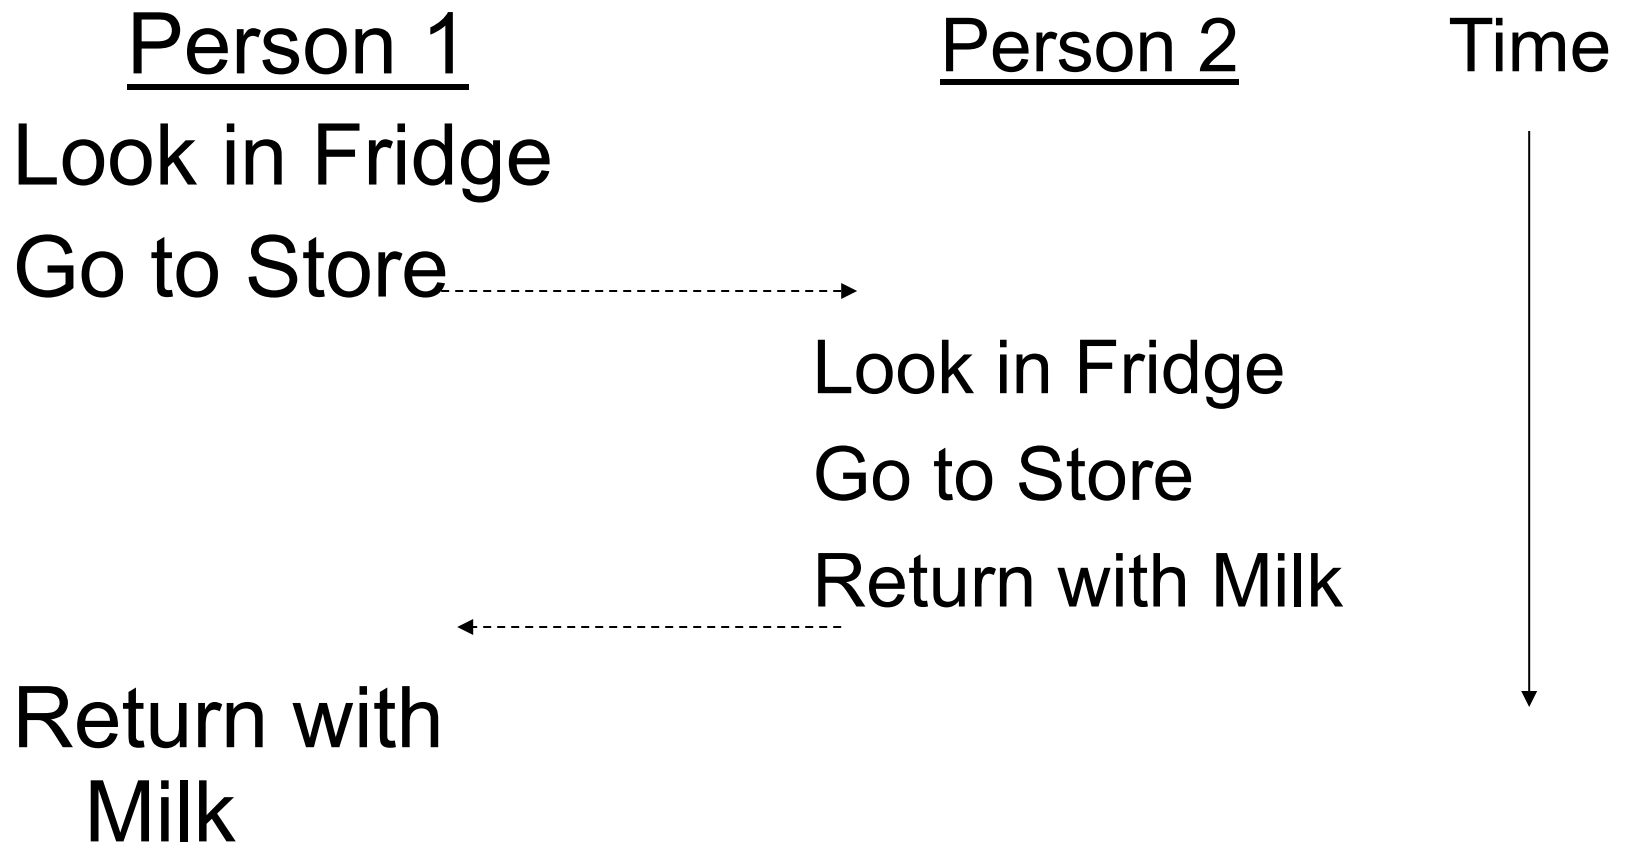 Person 1
Person 2
Time
Look in Fridge
Go to Store
Look in Fridge
Go to Store
Return with Milk
Return with
Milk